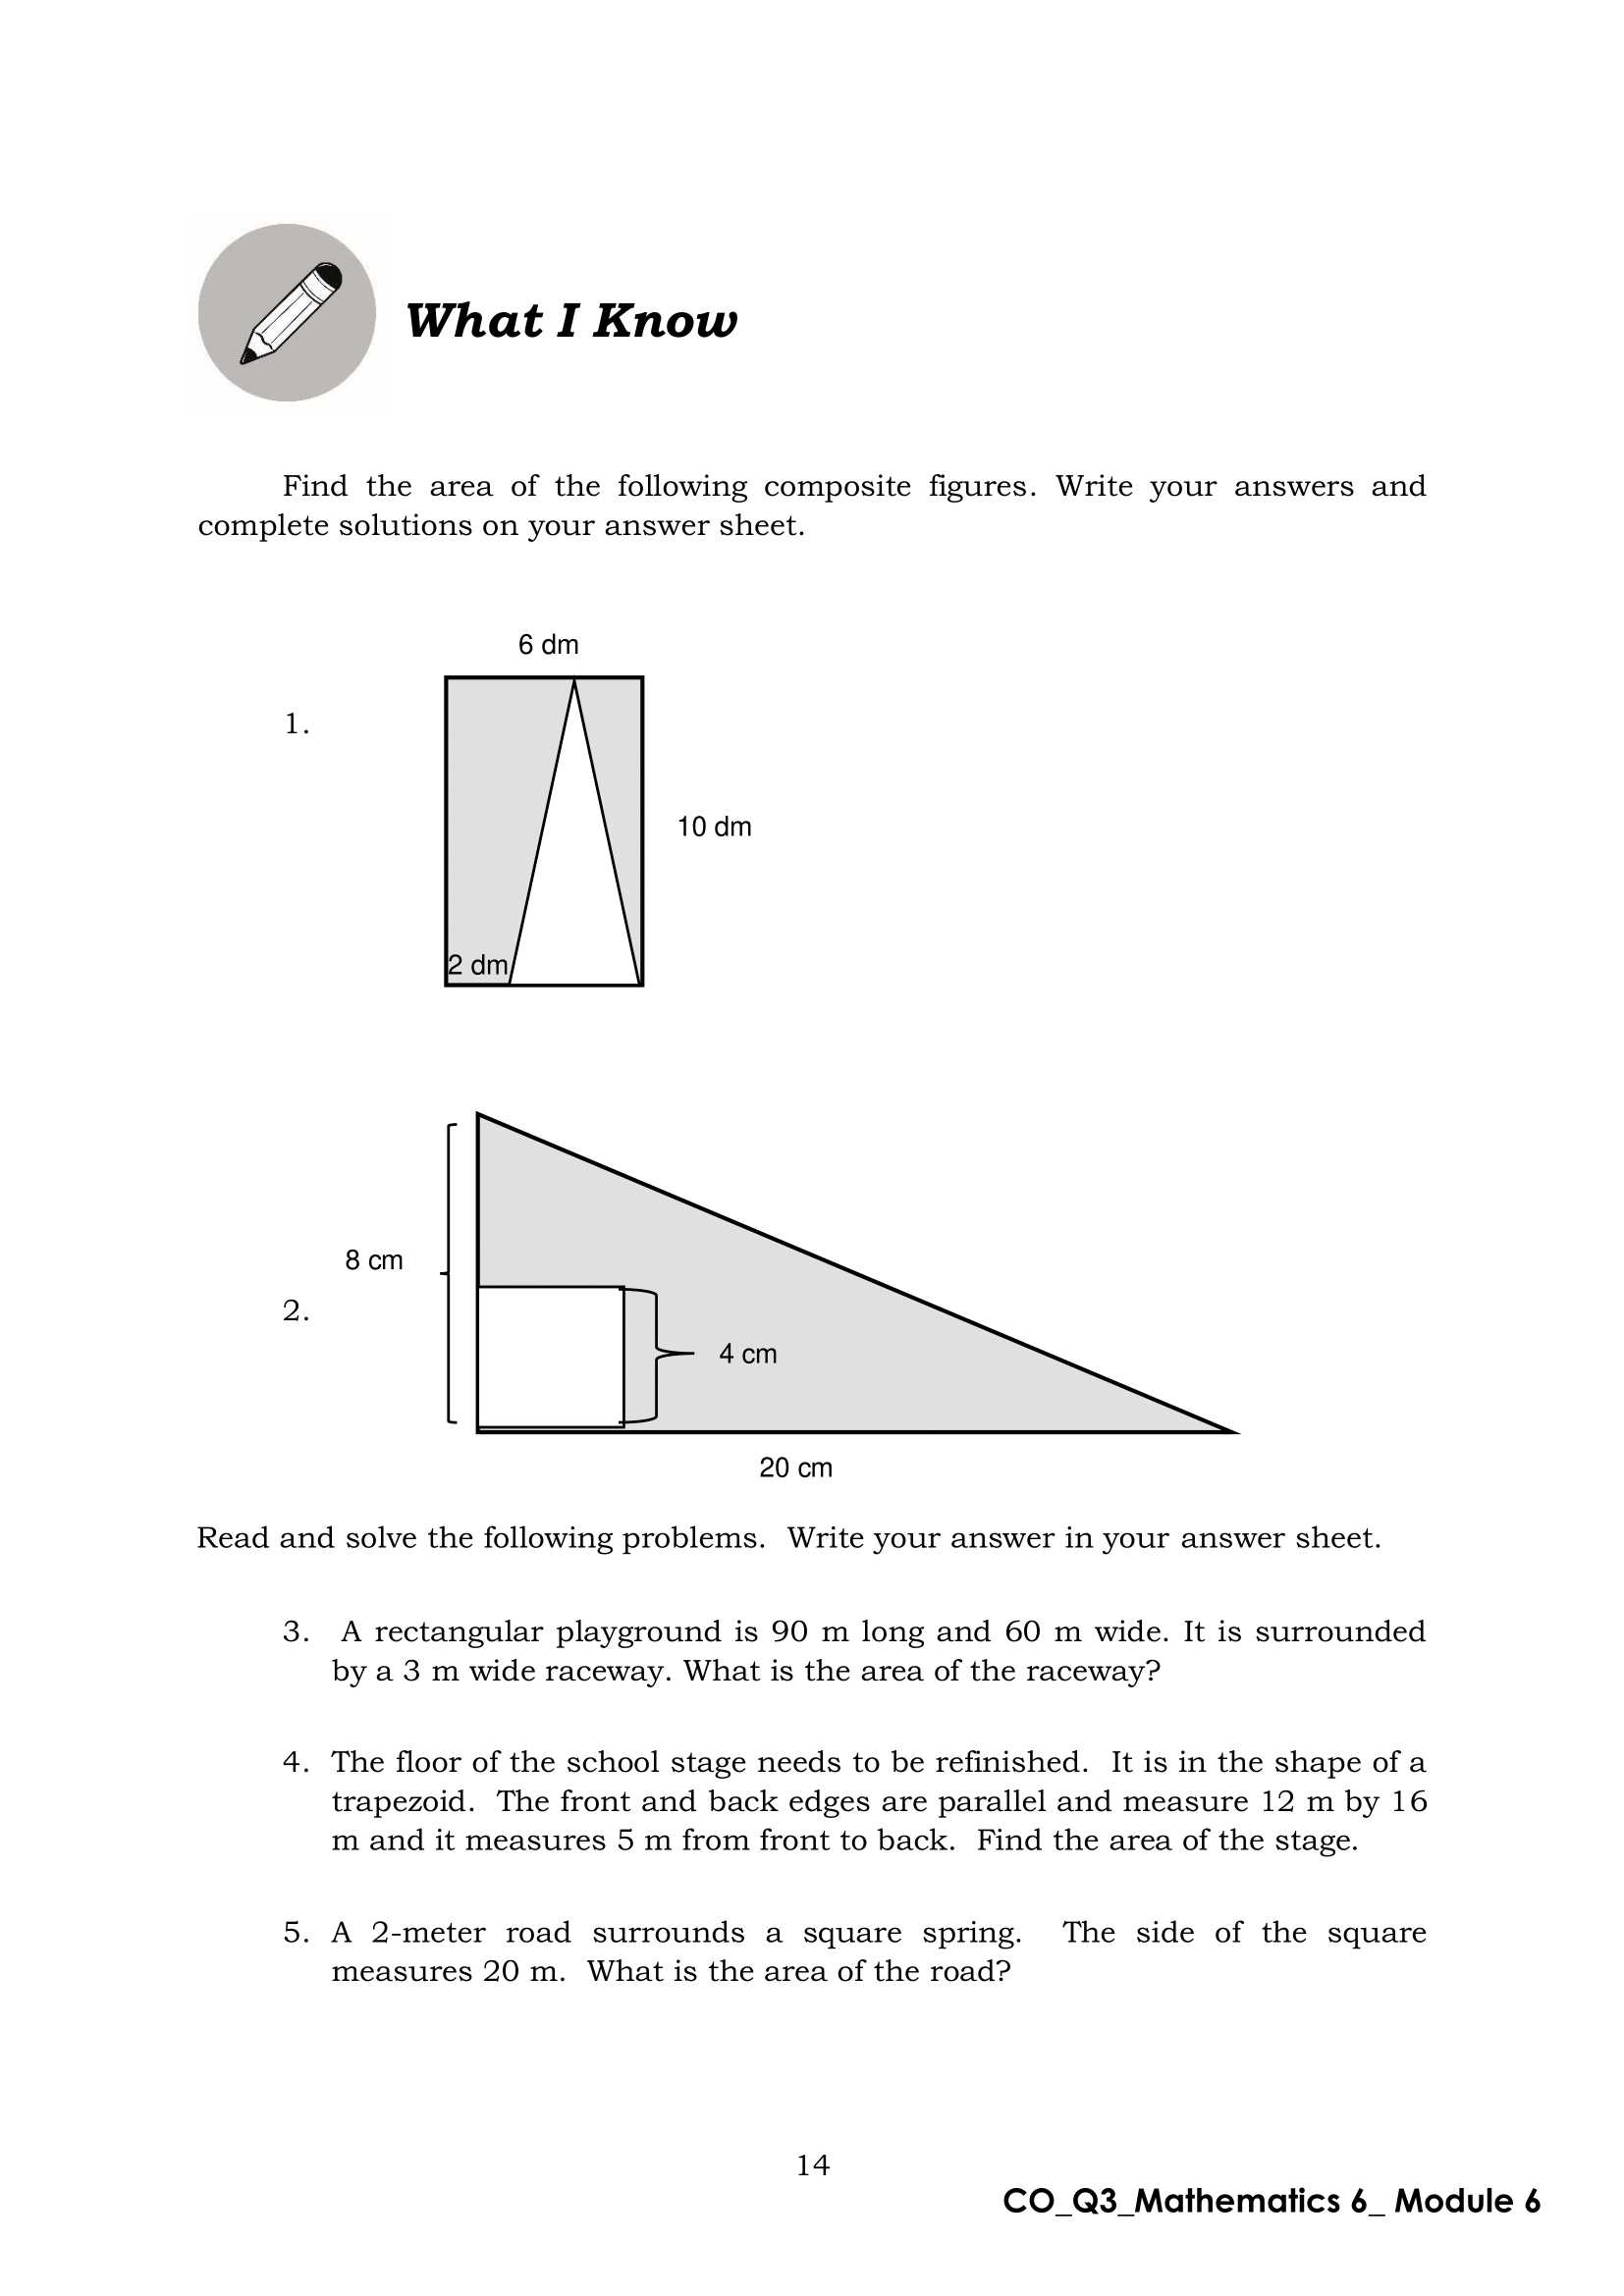 What I Know
Find the area of the following composite figures. Write your answers and
complete solutions on your answer sheet.
6 dm
1.
10 dm
2 dm
8 cm
2.
4 cm
20 cm
Read and solve the following problems.  Write your answer in your answer sheet.
3.  A rectangular playground is 90 m long and 60 m wide. It is surrounded
by a 3 m wide raceway. What is the area of the raceway?
4. The floor of the school stage needs to be refinished.  It is in the shape of a
trapezoid.  The front and back edges are parallel and measure 12 m by 16
m and it measures 5 m from front to back.  Find the area of the stage.
5. A 2-meter road surrounds a square spring.  The side of the square
measures 20 m.  What is the area of the road?
14
CO_Q3_Mathematics 6_ Module 6